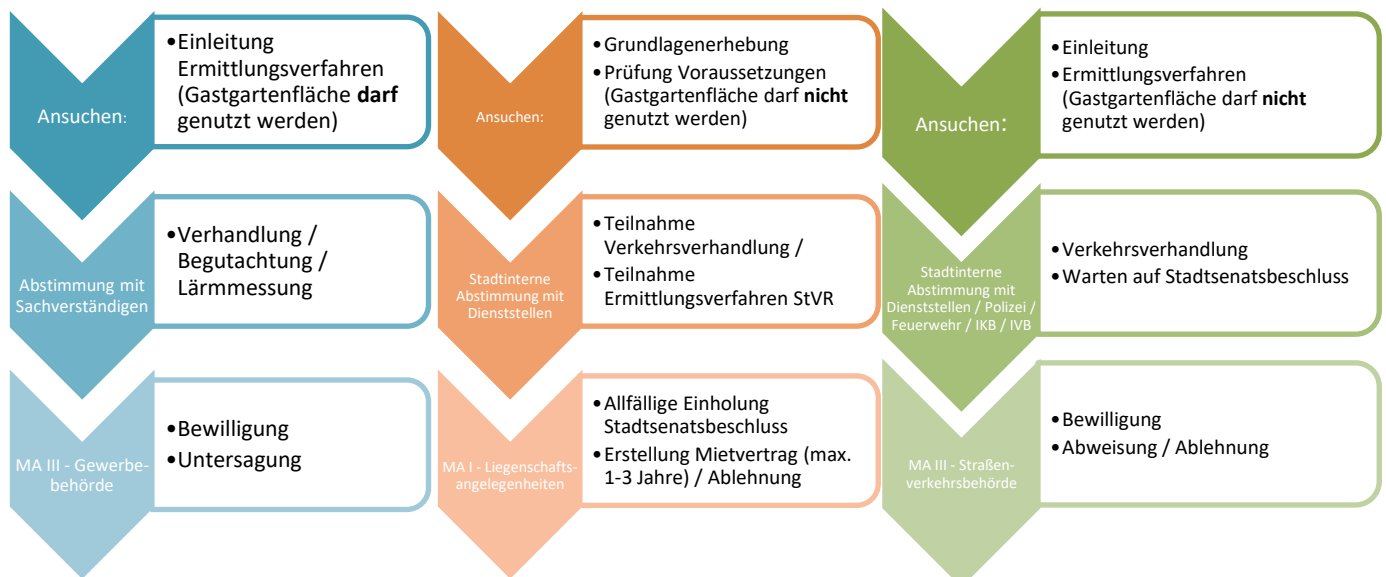 Ansuchen:
•Einleitung
Ermittlungsverfahren
(Gastgartenfläche darf
genutzt werden)
Abstimmung mit
Sachverständigen
•Verhandlung /
Begutachtung /
Lärmmessung
MA III - Gewerbe-
behörde
•Bewilligung
•Untersagung
Ansuchen:
•Grundlagenerhebung
•Prüfung Voraussetzungen
(Gastgartenfläche darf nicht
genutzt werden)
Stadtinterne
Abstimmung mit
Dienststellen
•Teilnahme
Verkehrsverhandlung /
•Teilnahme
Ermittlungsverfahren StVR
MA I - Liegenschafts-
angelegenheiten
•Allfällige Einholung
Stadtsenatsbeschluss
•Erstellung Mietvertrag (max.
1-3 Jahre) / Ablehnung
Ansuchen:
•Einleitung
•Ermittlungsverfahren
(Gastgartenfläche darf nicht
genutzt werden)
Stadtinterne
Abstimmung mit
Dienststellen / Polizei /
Feuerwehr / IKB / IVB
•Verkehrsverhandlung
•Warten auf Stadtsenatsbeschluss
MA III - Straßen-
verkehrsbehörde
•Bewilligung
•Abweisung / Ablehnung